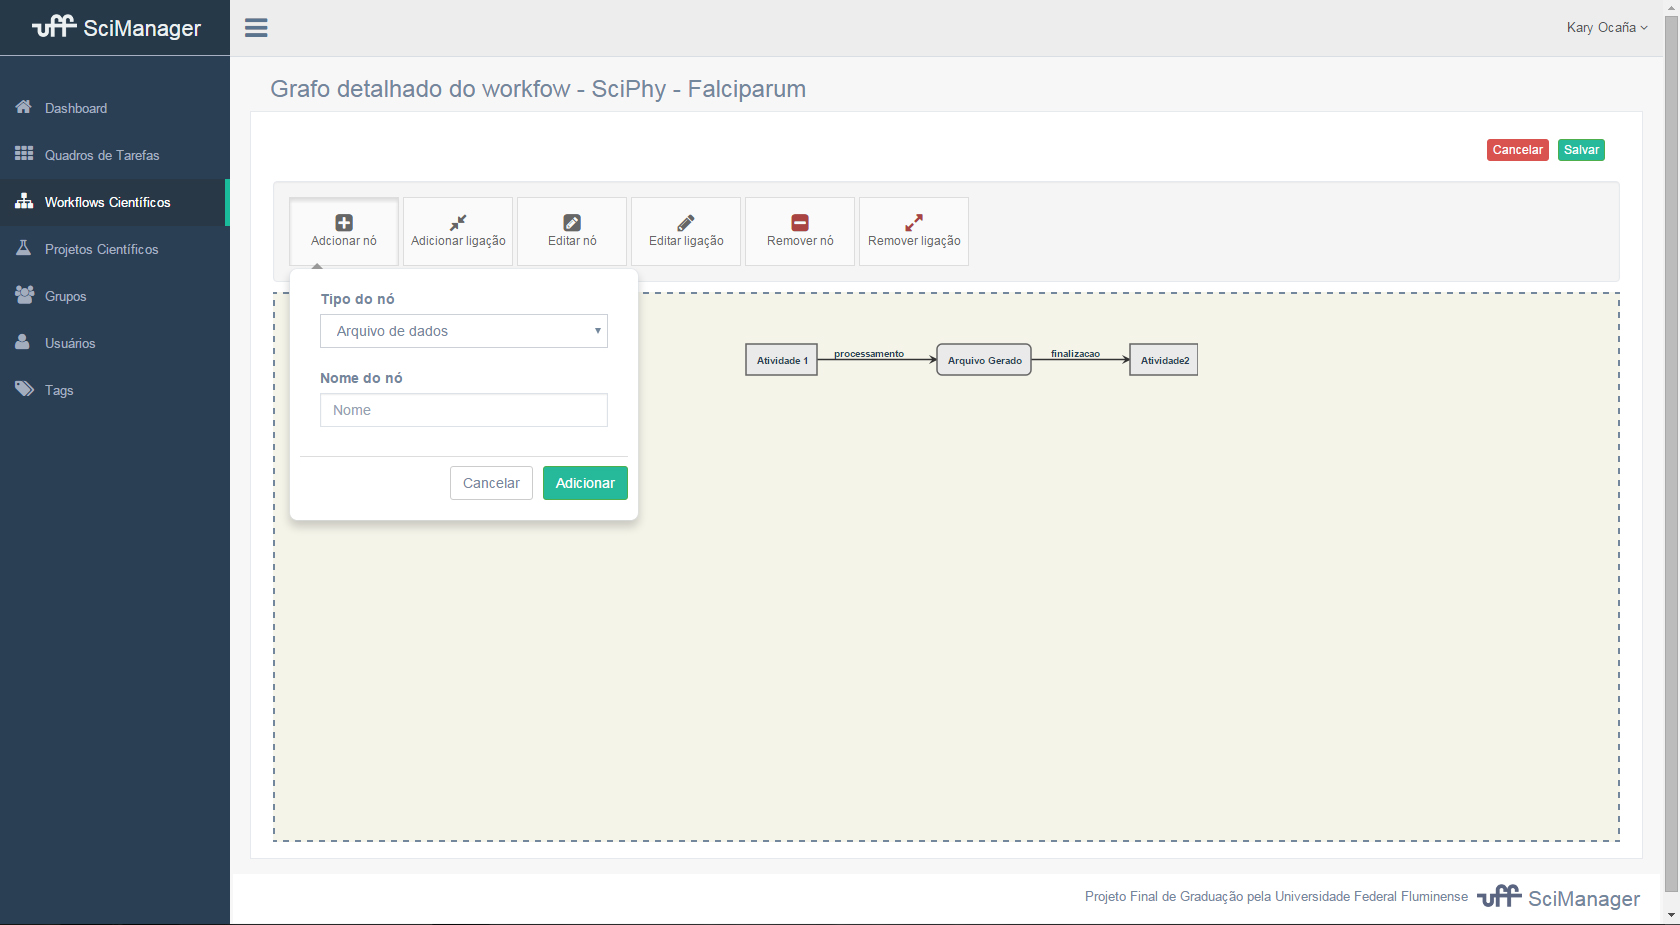 uff SciManager
Kary Ocaña
Dashboard
Quadros de Tarefas
Workflows Científicos
Projetos Científicos
Grupos
Usuários
Tags
Grafo detalhado do workfow - SciPhy - Falciparum
Cancelar Salvar
Adcionar nó Adicionar ligação Editar nó Editar ligação Remover nó Remover ligação
Tipo do nó
Arquivo de dados
Nome do nó
Nome
Cancelar Adicionar
Atividade 1 processamento Arquivo Gerado finalizacao Atividade2
Projeto Final de Graduação pela Universidade Federal Fluminense uff SciManager